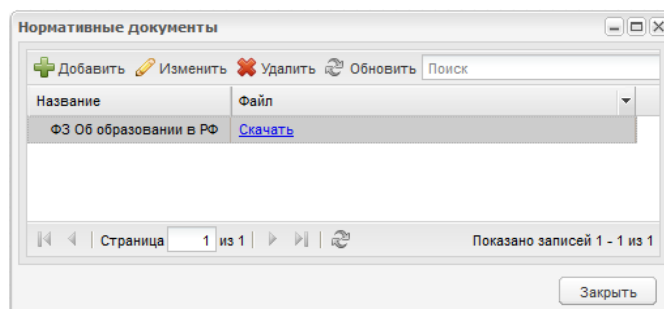 Нормативные документы
Добавить Изменить Удалить Обновить Поиск
Название Файл
ФЗ Об образовании в РФ Скачать
Страница 1 из 1 Показано записей 1 - 1 из 1
Закрыть